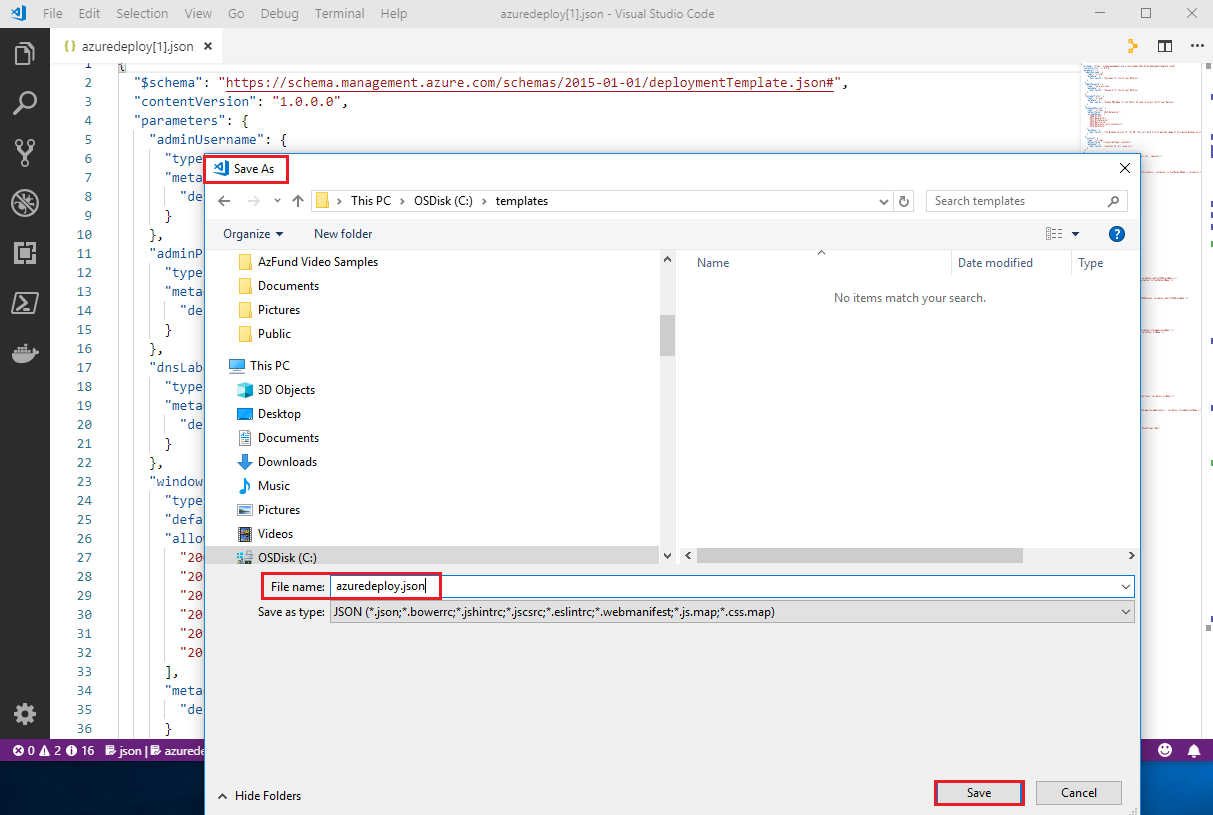 File Edit Selection View Go Debug Terminal Help azuredeploy[1].json - Visual Studio Code
{} azuredeploy[1].json
1 {
2 "$schema": "https://schema.management.azure.com/schemas/2015-01-01/deploymentTemplate.json#",
3 "contentVersion": "1.0.0.0",
4 "parameters": {
5 "adminUsername": {
6 "type
7 "meta
8 "de
9 }
10 },
11 "adminP
12 "type
13 "meta
14 "de
15 }
16 },
17 "dnsLab
18 "type
19 "meta
20 "de
21 }
22 },
23 "window
24 "type
25 "defa
26 "allow
27 "20
28 "20
29 "20
30 "20
31 "20
32 "20
33 ],
34 "meta
35 "de
36 }
Save As
This PC > OSDisk (C:) > templates
Search templates
Organize New folder
AzFund Video Samples
Documents
Pictures
Public
This PC
3D Objects
Desktop
Documents
Downloads
Music
Pictures
Videos
OSDisk (C:)
Name Date modified Type
No items match your search.
File name: azuredeploy.json
Save as type: JSON (*.json;*.bowerrc;*.jshintrc;*.jscsrc;*.eslintrc;*.webmanifest;*.js.map;*.css.map)
Hide Folders
Save Cancel
0 2 16 json | azurede